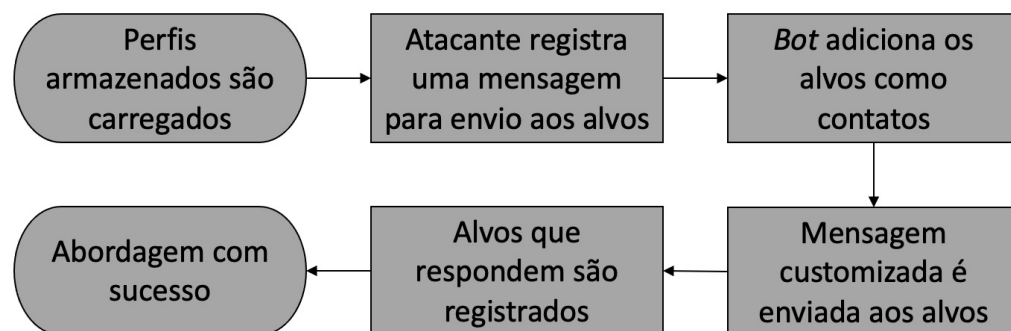 Perfis
armazenados são
carregados
Atacante registra
uma mensagem
para envio aos alvos
Bot adiciona os
alvos como
contatos
Mensagem
customizada é
enviada aos alvos
Alvos que
respondem são
registrados
Abordagem com
sucesso